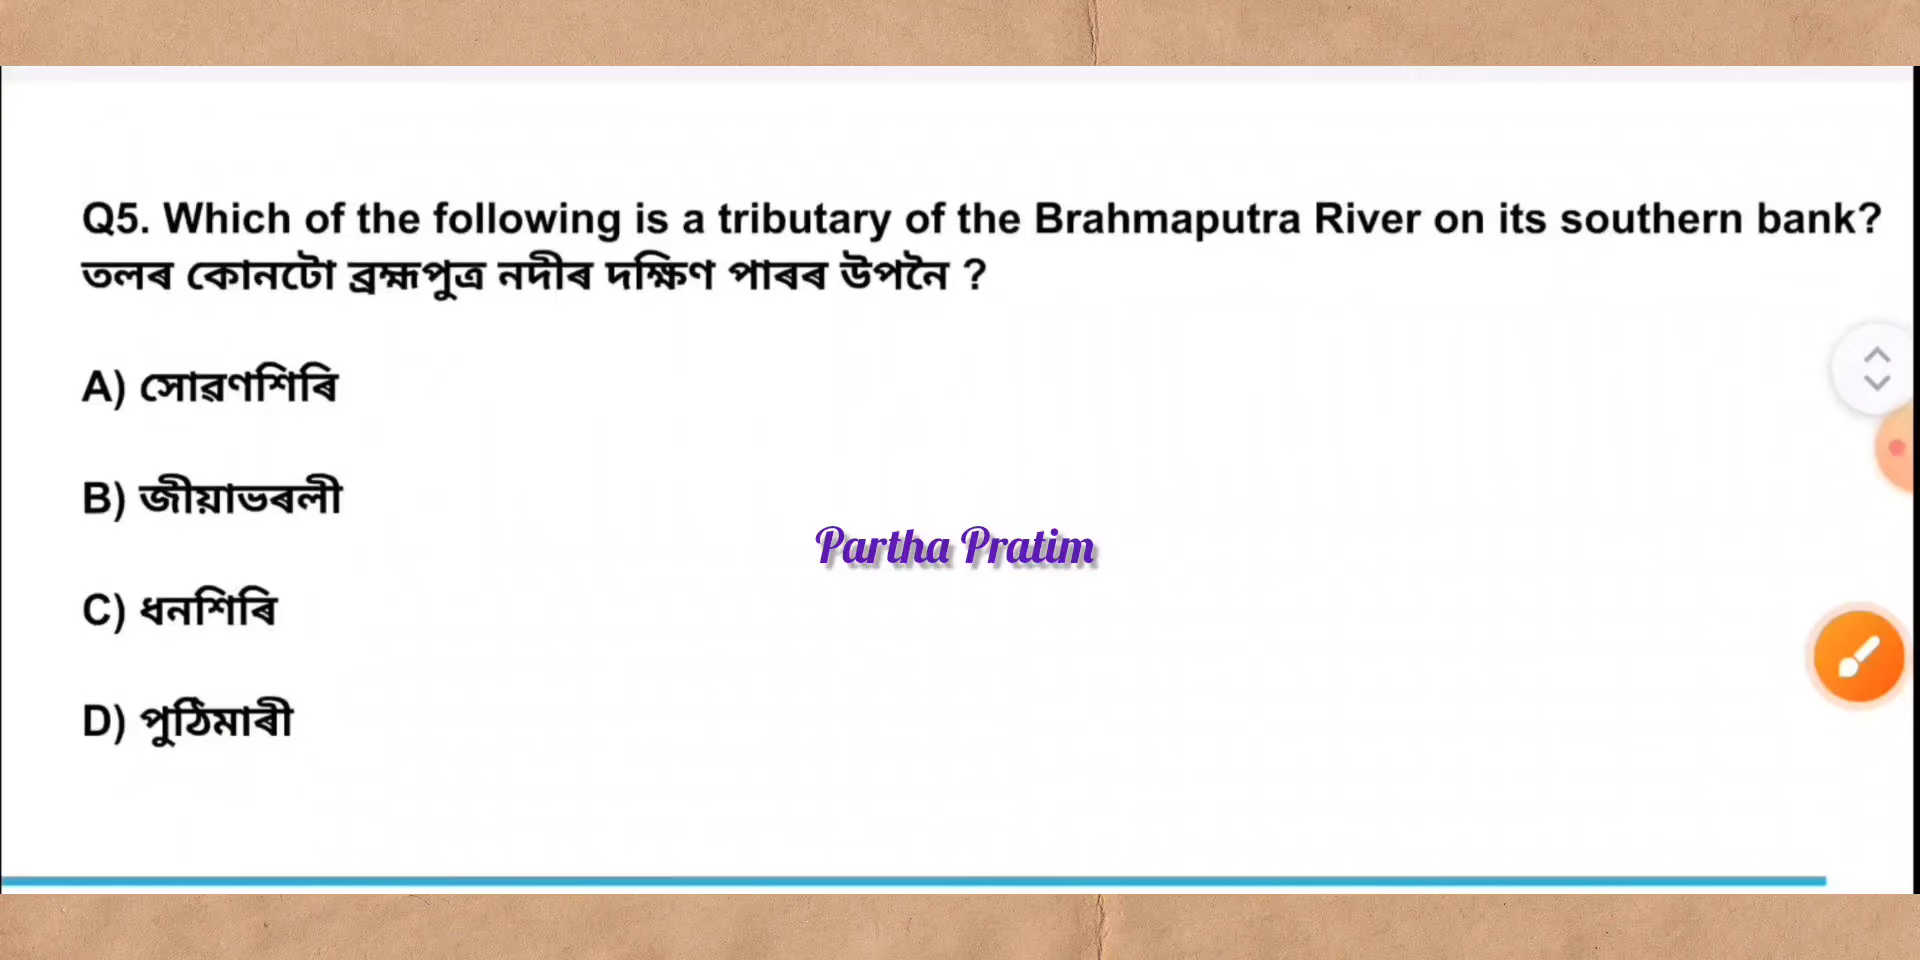 Q5. Which of the following is a tributary of the Brahmaputra River on its southern bank?
তলৰ কোনটো ব্ৰহ্মপুত্ৰ নদীৰ দক্ষিণ পাৰৰ উপনৈ ?
A) সোৱণশিৰি
B) জীয়াভৰলী
Partha Pratim
C) ধনশিৰি
D) পুঠিমাৰী